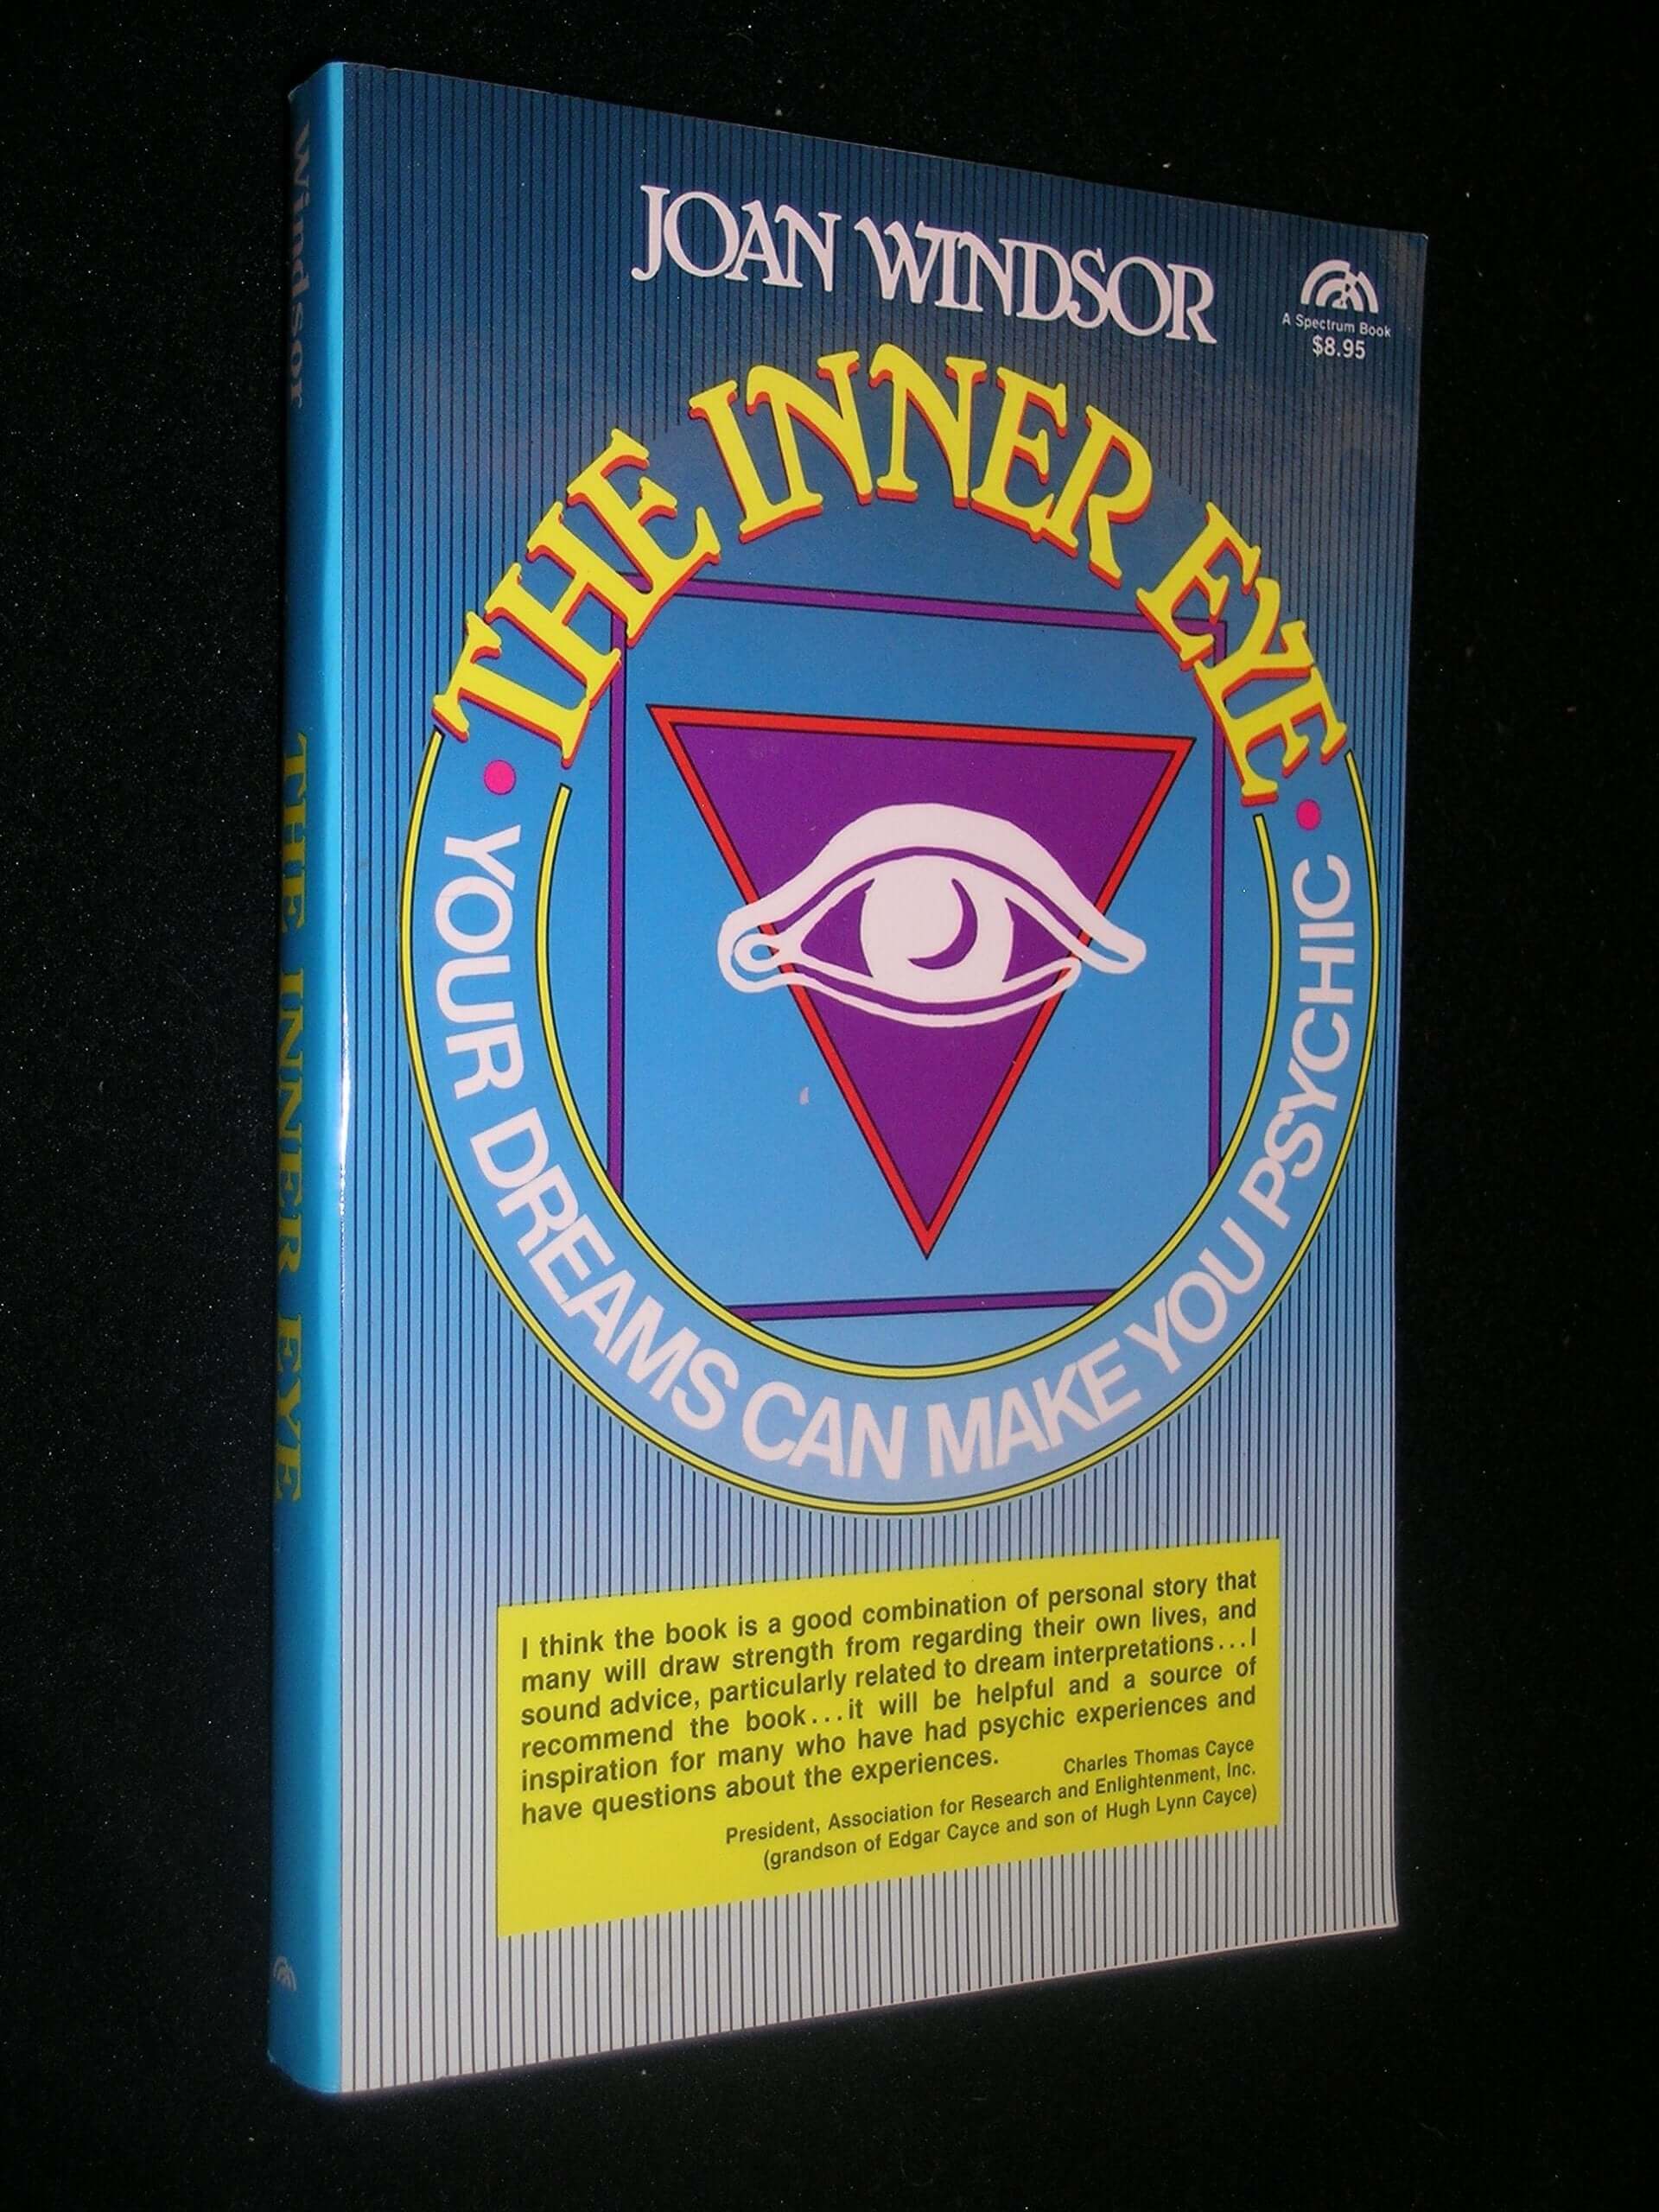 JOAN WINDSOR
A Spectrum Book
$8.95
THE INNER EYE
YOUR DREAMS CAN MAKE YOU PSYCHIC
I think the book is a good combination of personal story that
many will draw strength from regarding their own lives, and
sound advice, particularly related to dream interpretations...I
recommend the book...it will be helpful and a source of
inspiration for many who have had psychic experiences and
have questions about the experiences.
Charles Thomas Cayce
President, Association for Research and Enlightenment, Inc.
(grandson of Edgar Cayce and son of Hugh Lynn Cayce)
Windsor
THE INNER EYE